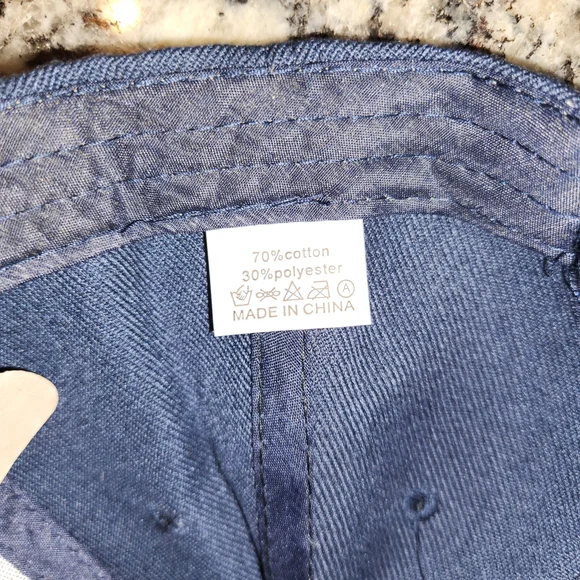 70%cotton
30%polyester
A
MADE IN CHINA